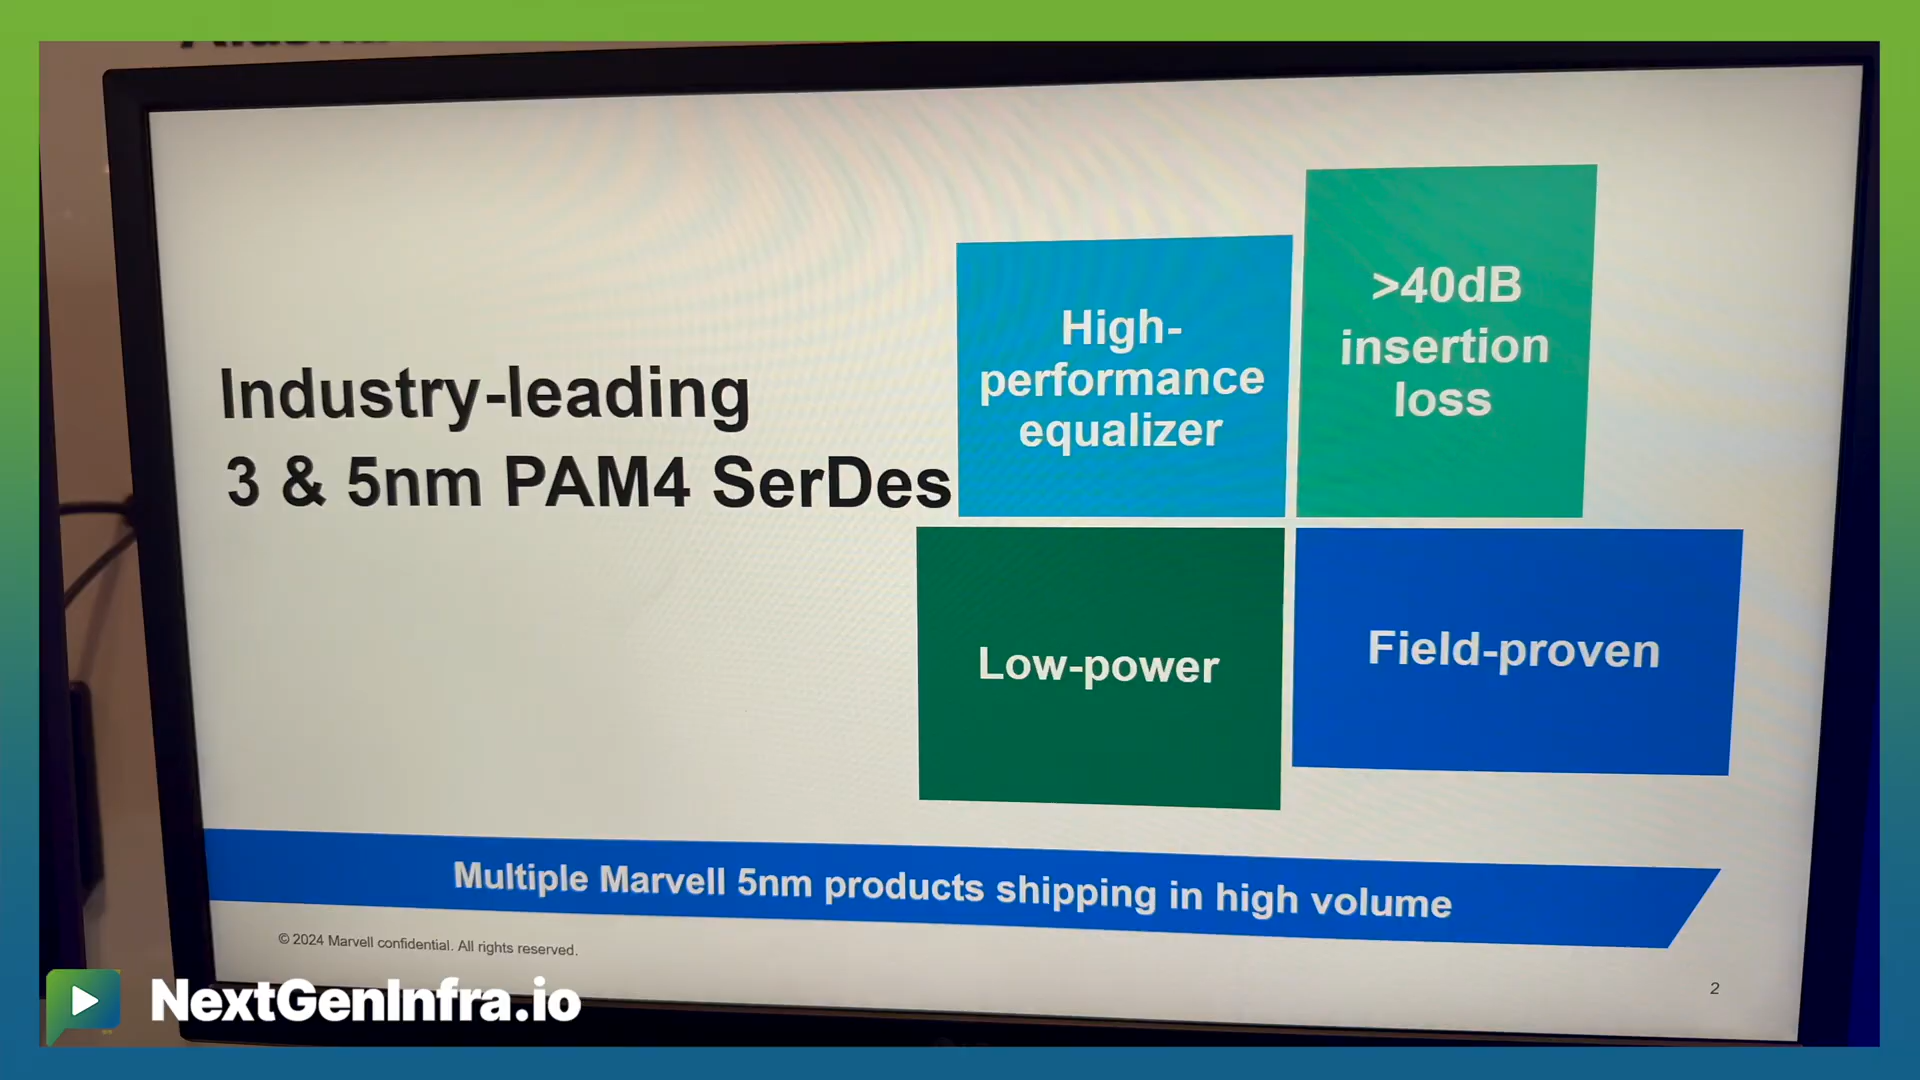 Industry-leading
3 & 5nm PAM4 SerDes
High-
performance
equalizer
>40dB
insertion
loss
Low-power
Field-proven
Multiple Marvell 5nm products shipping in high volume
© 2024 Marvell confidential. All rights reserved.
2
NextGenInfra.io